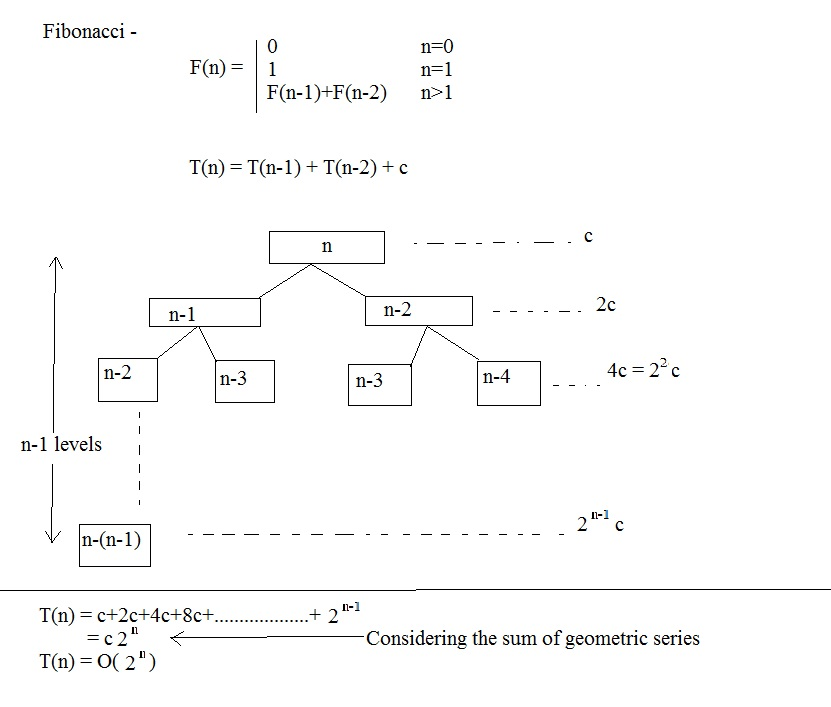 Fibonacci -
0 n=0
F(n) = 1 n=1
F(n-1)+F(n-2) n>1
T(n) = T(n-1) + T(n-2) + c
n c
n-1 n-2 2c
n-2 n-3 n-3 n-4 4c = 2² c
n-1 levels
n-(n-1) 2ⁿ⁻¹ c
T(n) = c+2c+4c+8c+...................+ 2ⁿ⁻¹
= c 2ⁿ Considering the sum of geometric series
T(n) = O( 2ⁿ )